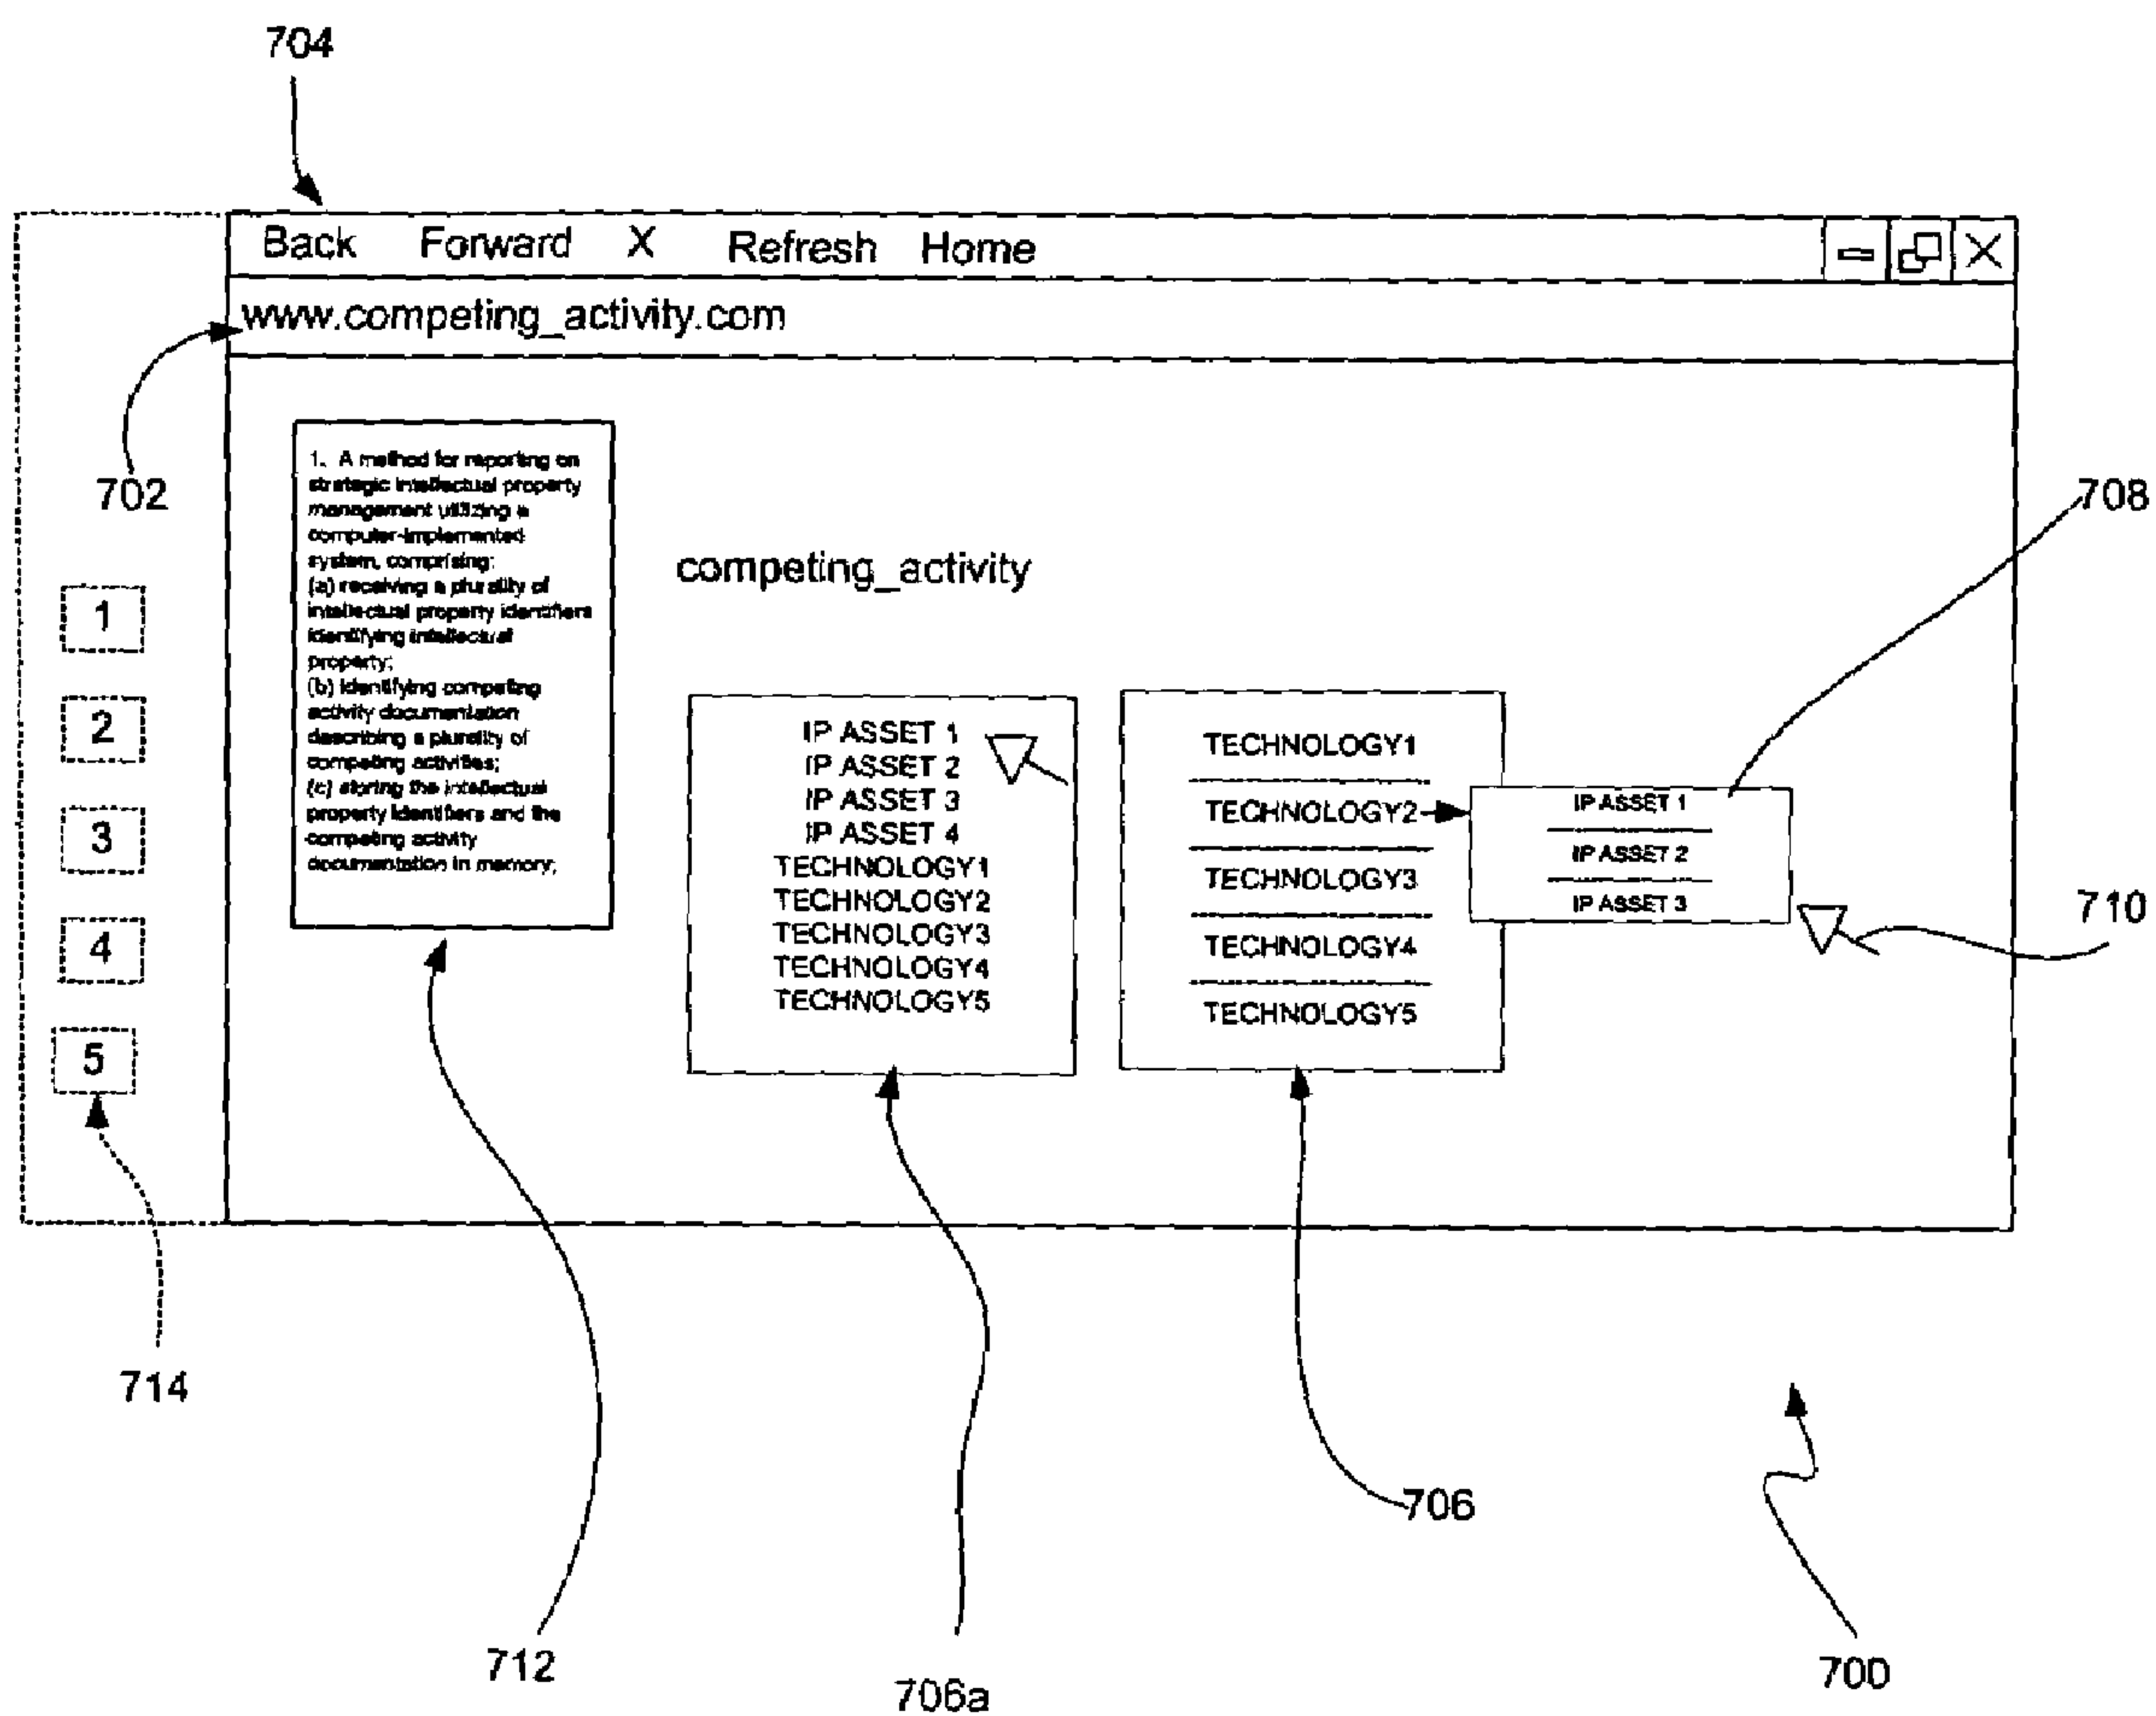 704
Back Forward X Refresh Home
www.competing_activity.com
702
1. A method for reporting on
strategic intellectual property
management utilizing a
computer-implemented
system, comprising:
(a) receiving a plurality of
intellectual property identifiers
identifying intellectual
property;
(b) identifying competing
activity documentation
describing a plurality of
competing activities;
(c) storing the intellectual
property identifiers and the
competing activity
documentation in memory;
competing_activity
708
1
2
3
4
5
IP ASSET 1
IP ASSET 2
IP ASSET 3
IP ASSET 4
TECHNOLOGY1
TECHNOLOGY2
TECHNOLOGY3
TECHNOLOGY4
TECHNOLOGY5
TECHNOLOGY1
TECHNOLOGY2
TECHNOLOGY3
TECHNOLOGY4
TECHNOLOGY5
IP ASSET 1
IP ASSET 2
IP ASSET 3
710
714
706
712
706a
700